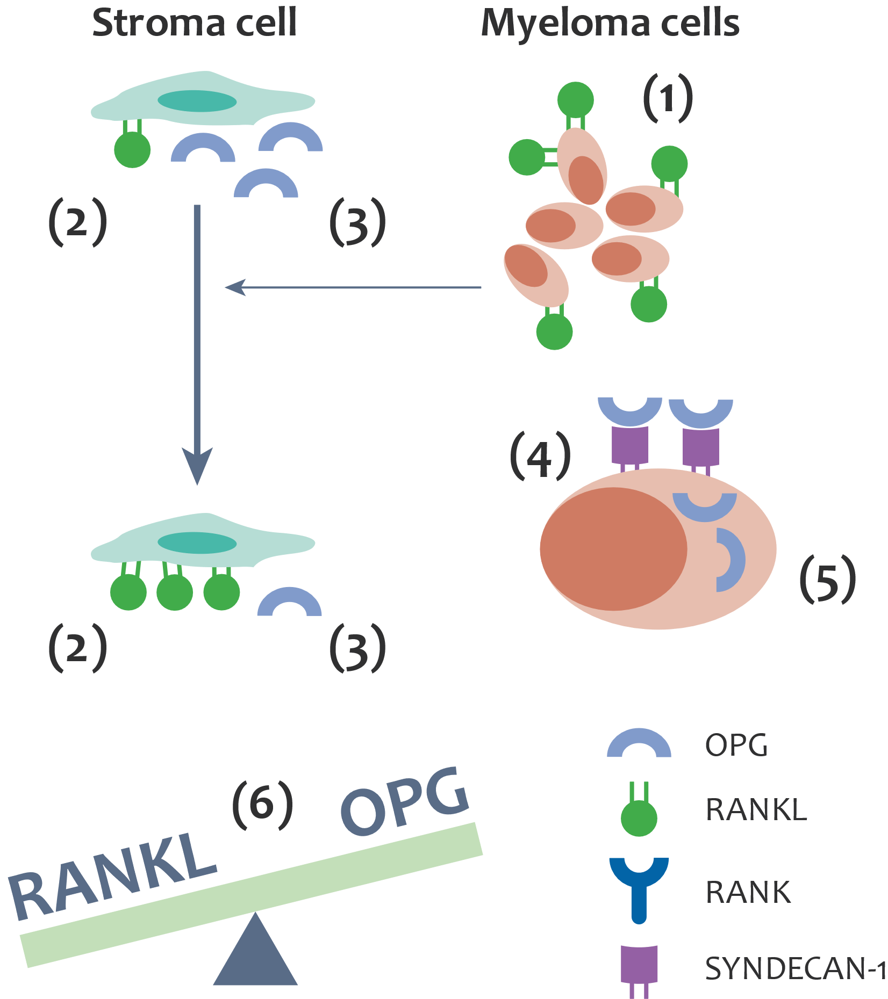 Stroma cell
Myeloma cells
(1)
(2)
(3)
(4)
(5)
(2)
(3)
(6)
RANKL
OPG
OPG
RANKL
RANK
SYNDECAN-1